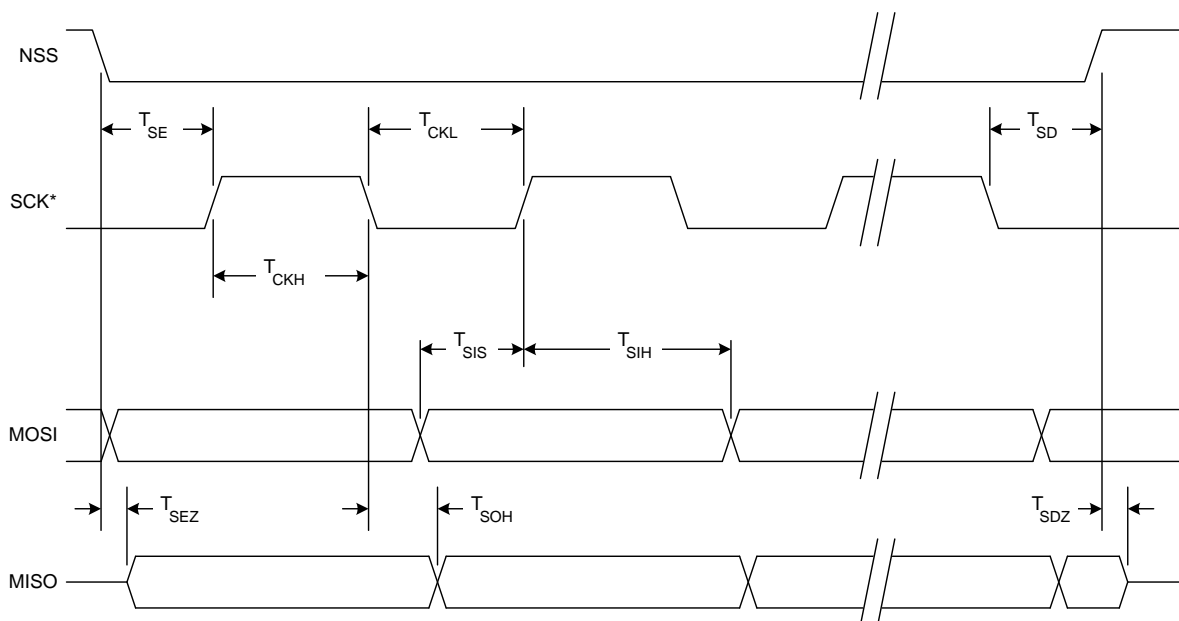 NSS
T SE
T CKL
T SD
SCK*
T CKH
T SIS
T SIH
MOSI
T SEZ
T SOH
T SDZ
MISO